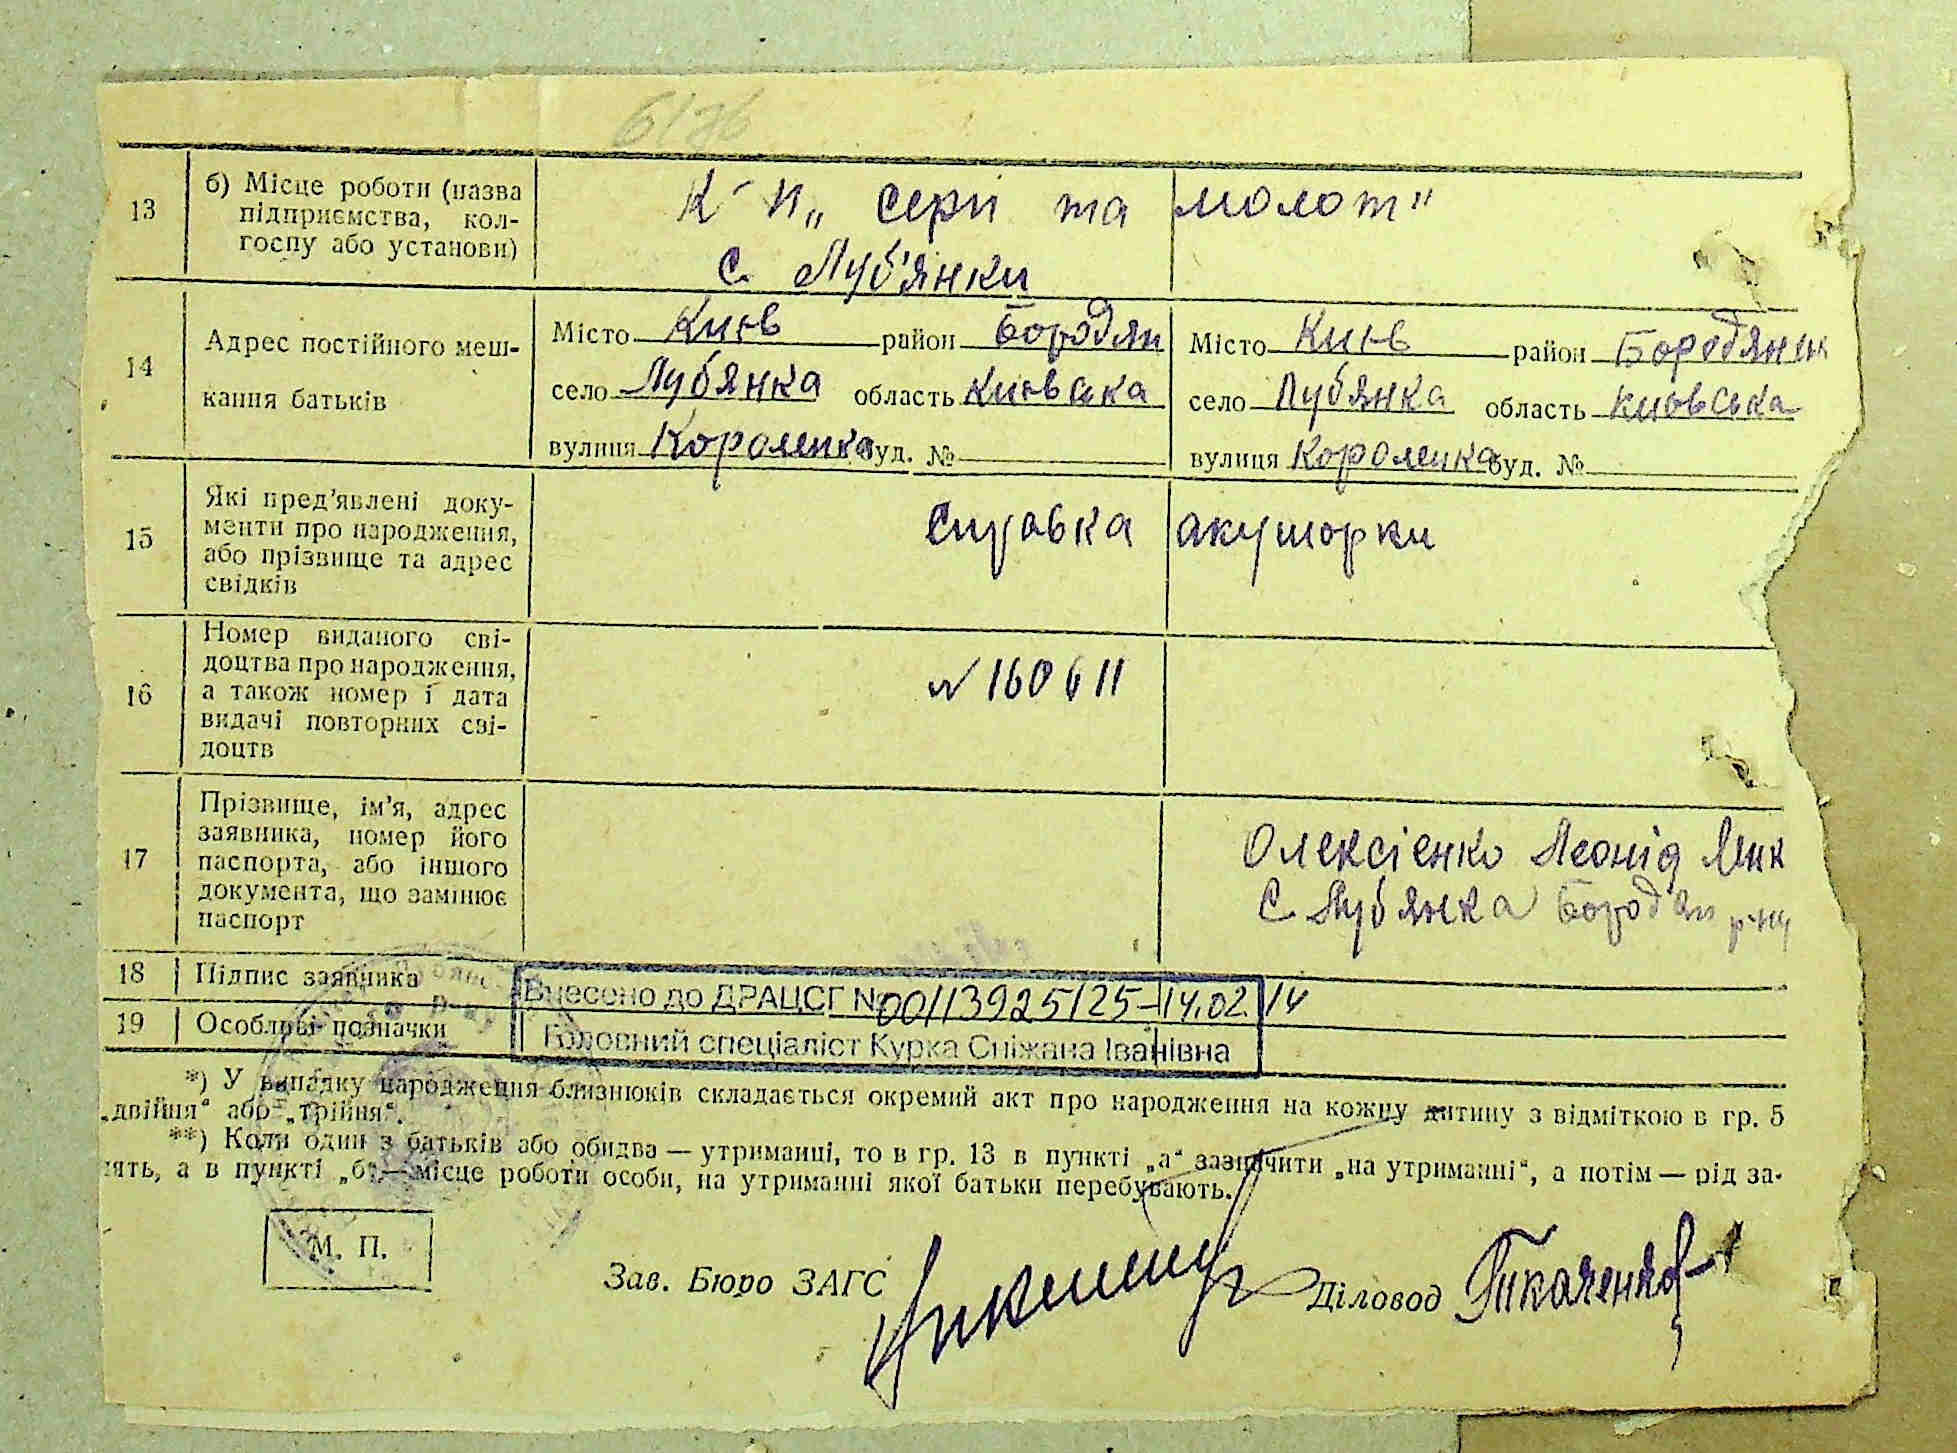 13
б) Місце роботи (назва
підприємства, кол-
госпу або установи)
К-п „ серп та молот"
с. Луб'янки
14
Адрес постійного меш-
кання батьків
Місто Київ район Бородян
село Лубянка область Київська
вулиця Короленка буд. №
Місто Київ район Бородянськ
село Лубянка область Київська
вулиця Короленка буд. №
15
Які пред'явлені доку-
менти про народження,
або прізвище та адрес
свідків
Справка акушорки
16
Номер виданого сві-
доцтва про народження,
а також номер і дата
видачі повторних сві-
доцтв
№ 160611
17
Прізвище, ім'я, адрес
заявника, номер його
паспорта, або іншого
документа, що замінює
паспорт
Олексієнко Леонід Мик
С. Лубянка Бородян р-ну
18 Підпис заявника
Внесено до ДРАЦСГ № 00113925125-14.02.14
19 Особливі позначки
Головний спеціаліст Курка Сніжана Іванівна
*) У випадку народження близнюків складається окремий акт про народження на кожну дитину з відміткою в гр. 5
„двійня“ або „трійня“.
**) Коли один з батьків або обидва — утриманці, то в гр. 13 в пункті „а“ зазначити „на утриманні“, а потім — рід за-
нять, а в пункті „б“ — місце роботи особи, на утриманні якої батьки перебувають.
М. П.
Зав. Бюро ЗАГС
Діловод Ткаченко